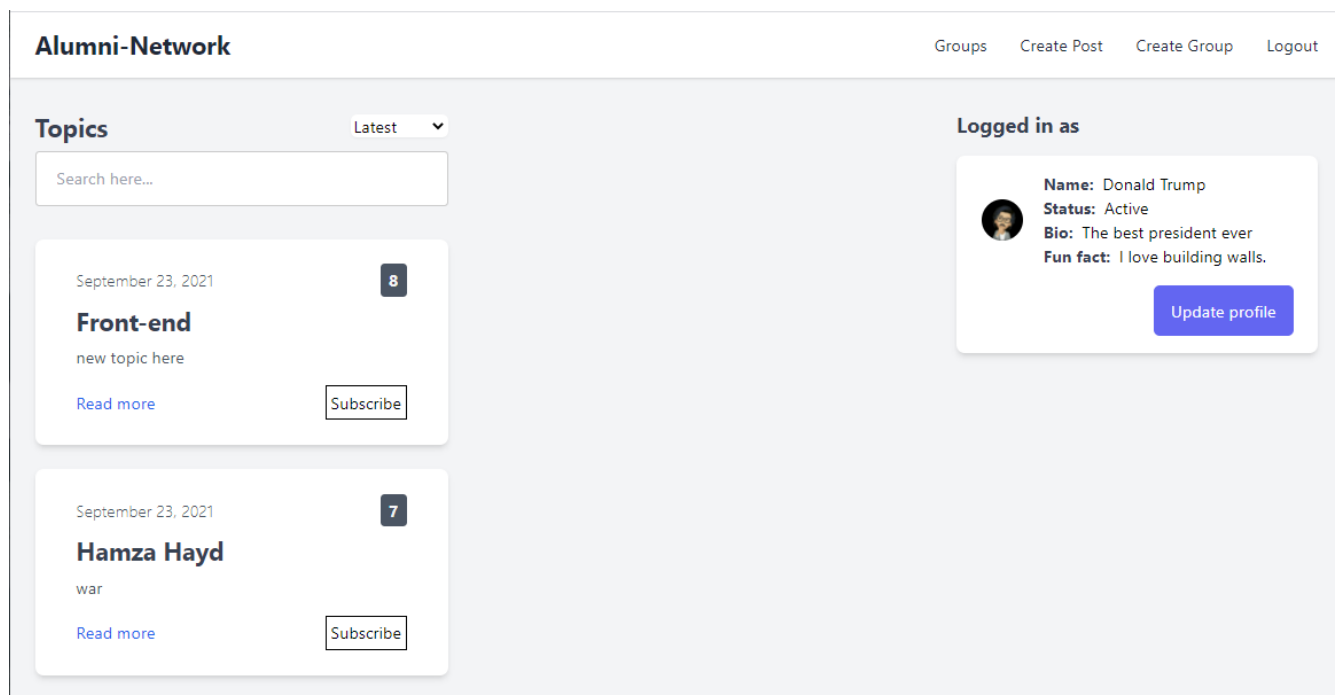 Alumni-Network
Groups Create Post Create Group Logout
Topics
Latest
Search here...
September 23, 2021
8
Front-end
new topic here
Read more
Subscribe
September 23, 2021
7
Hamza Hayd
war
Read more
Subscribe
Logged in as
Name: Donald Trump
Status: Active
Bio: The best president ever
Fun fact: I love building walls.
Update profile